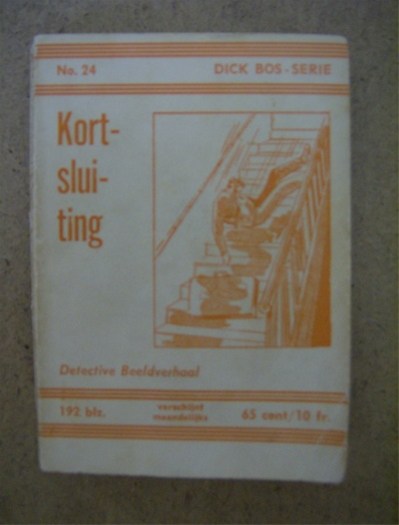 No. 24 DICK BOS - SERIE
Kort-
slui-
ting
Detective Beeldverhaal
192 blz. verschijnt maandelijks 65 cent/10 fr.